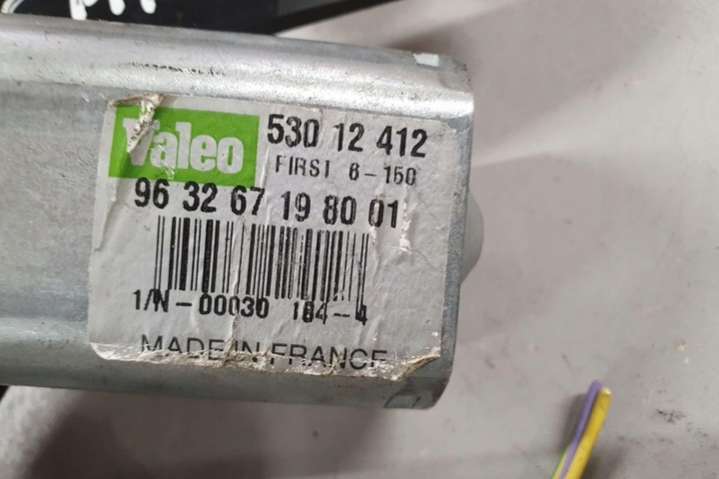 Valeo
530 12 412
FIRST 6-150
96 32 67 19 80 01
1/N-00030 184-4
MADE IN FRANCE